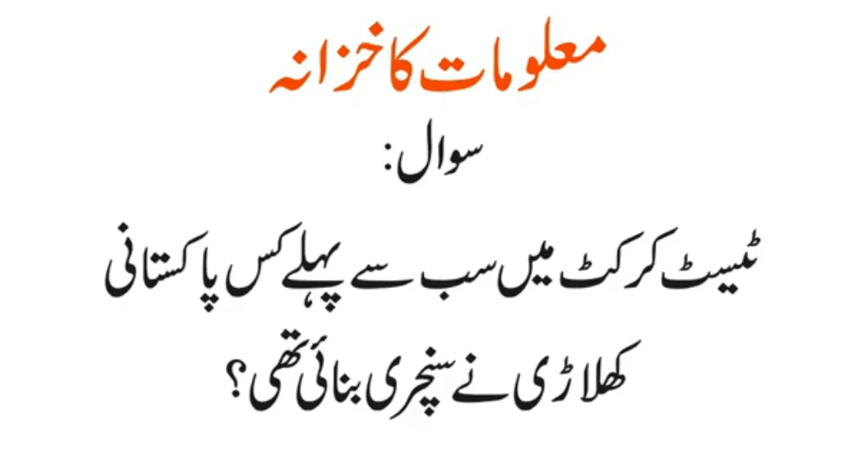 معلومات کا خزانہ
سوال:
ٹیسٹ کرکٹ میں سب سے پہلے کس پاکستانی
کھلاڑی نے سنچری بنائی تھی؟